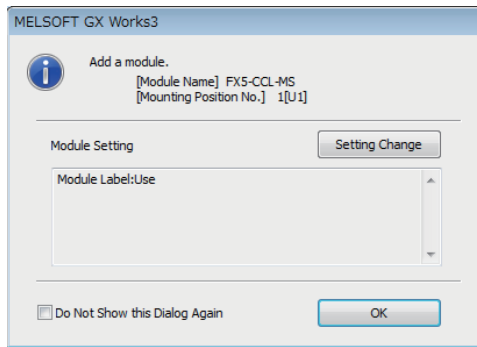 MELSOFT GX Works3
Add a module.
[Module Name] FX5-CCL-MS
[Mounting Position No.] 1[U1]
Module Setting
Setting Change
Module Label:Use
Do Not Show this Dialog Again
OK